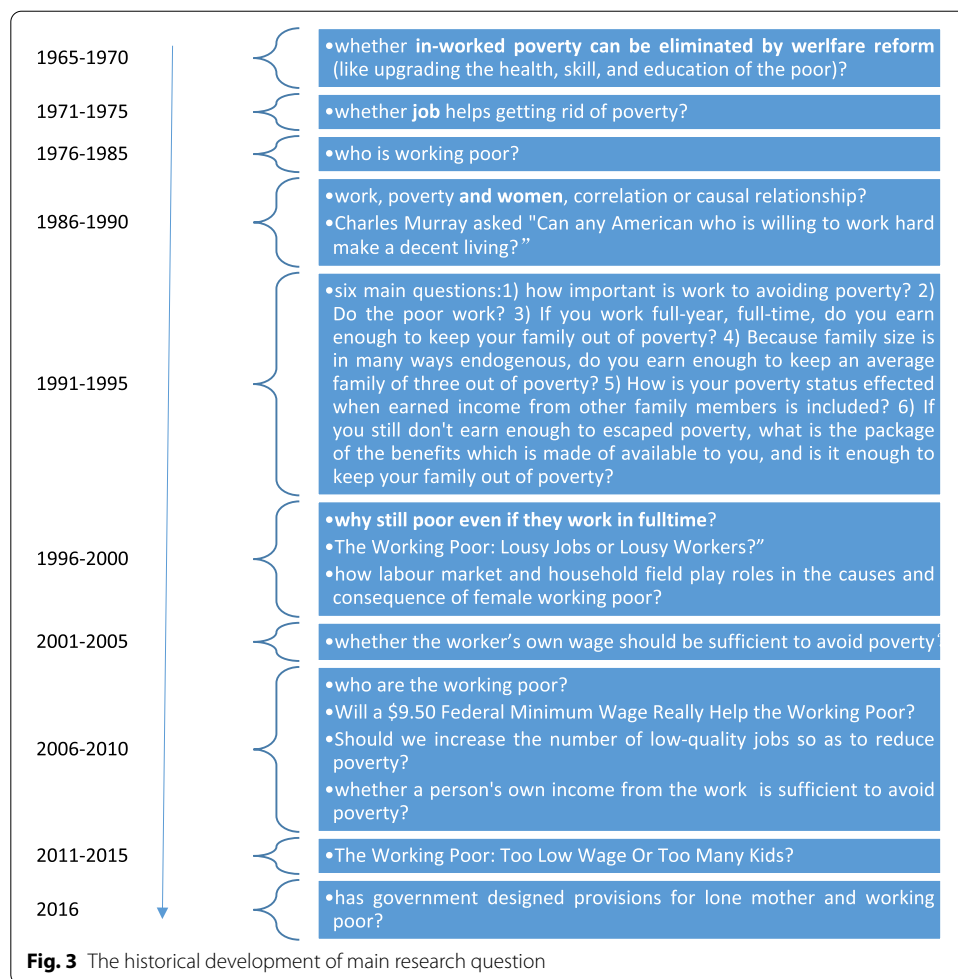 1965-1970
•whether in-worked poverty can be eliminated by werlfare reform
(like upgrading the health, skill, and education of the poor)?
1971-1975
•whether job helps getting rid of poverty?
1976-1985
•who is working poor?
1986-1990
•work, poverty and women, correlation or causal relationship?
•Charles Murray asked "Can any American who is willing to work hard
make a decent living?”
1991-1995
•six main questions:1) how important is work to avoiding poverty? 2)
Do the poor work? 3) If you work full-year, full-time, do you earn
enough to keep your family out of poverty? 4) Because family size is
in many ways endogenous, do you earn enough to keep an average
family of three out of poverty? 5) How is your poverty status effected
when earned income from other family members is included? 6) If
you still don't earn enough to escaped poverty, what is the package
of the benefits which is made of available to you, and is it enough to
keep your family out of poverty?
1996-2000
•why still poor even if they work in fulltime?
•The Working Poor: Lousy Jobs or Lousy Workers?”
•how labour market and household field play roles in the causes and
consequence of female working poor?
2001-2005
•whether the worker’s own wage should be sufficient to avoid poverty?
2006-2010
•who are the working poor?
•Will a $9.50 Federal Minimum Wage Really Help the Working Poor?
•Should we increase the number of low-quality jobs so as to reduce
poverty?
•whether a person's own income from the work is sufficient to avoid
poverty?
2011-2015
•The Working Poor: Too Low Wage Or Too Many Kids?
2016
•has government designed provisions for lone mother and working
poor?
Fig. 3 The historical development of main research question